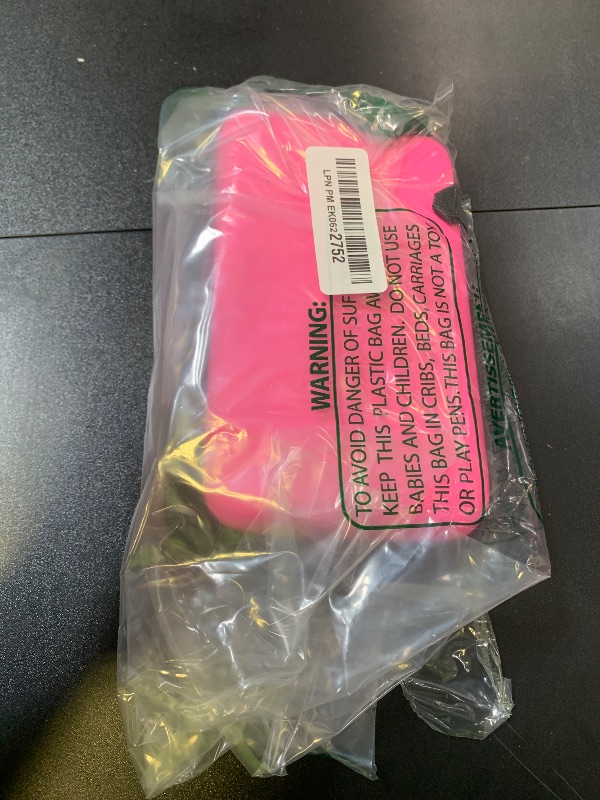 LPN PM EK0622752
WARNING:
TO AVOID DANGER OF SUF
KEEP THIS PLASTIC BAG AW
DO NOT USE
BABIES AND CHILDREN.
THIS BAG IN CRIBS, BEDS, CARRIAGES
OR PLAY PENS. THIS BAG IS NOT A TOY
AVERTISSEMENT